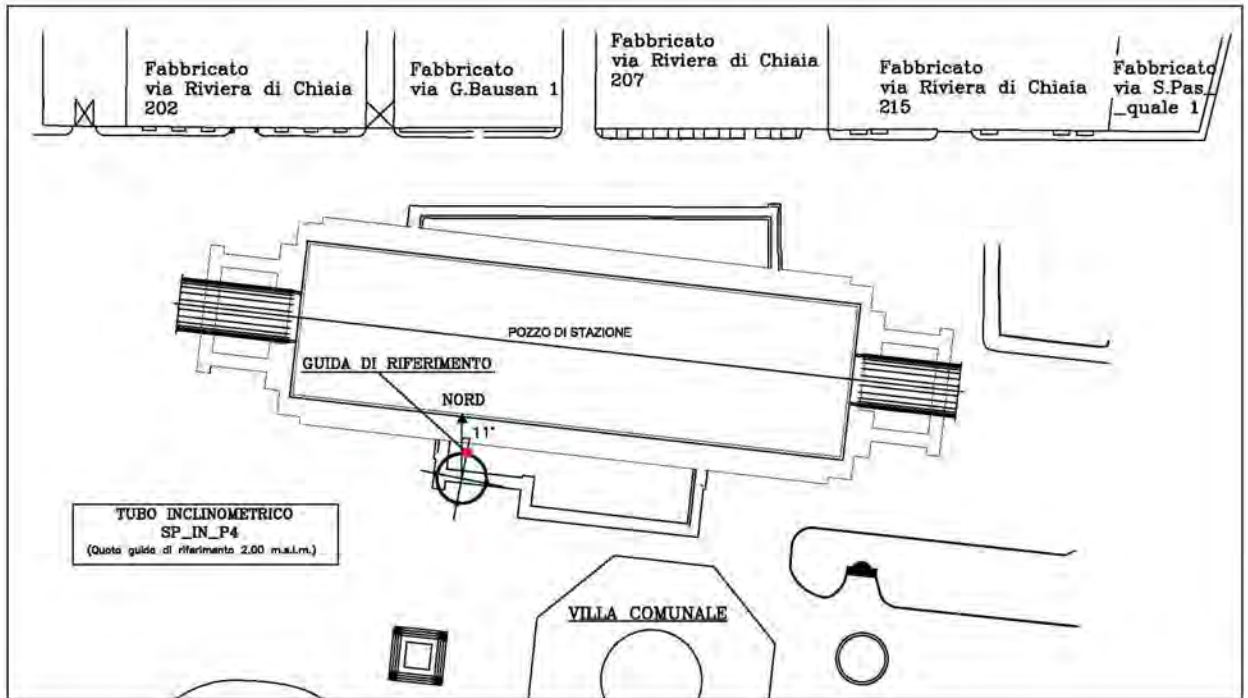 Fabbricato
via Riviera di Chiaia
202
Fabbricato
via G.Bausan 1
Fabbricato
via Riviera di Chiaia
207
Fabbricato
via Riviera di Chiaia
215
Fabbricato
via S.Pas_
_quale 1
POZZO DI STAZIONE
GUIDA DI RIFERIMENTO
NORD
11°
TUBO INCLINOMETRICO
SP_IN_P4
(Quota guida di riferimento 2.00 m.s.l.m.)
VILLA COMUNALE